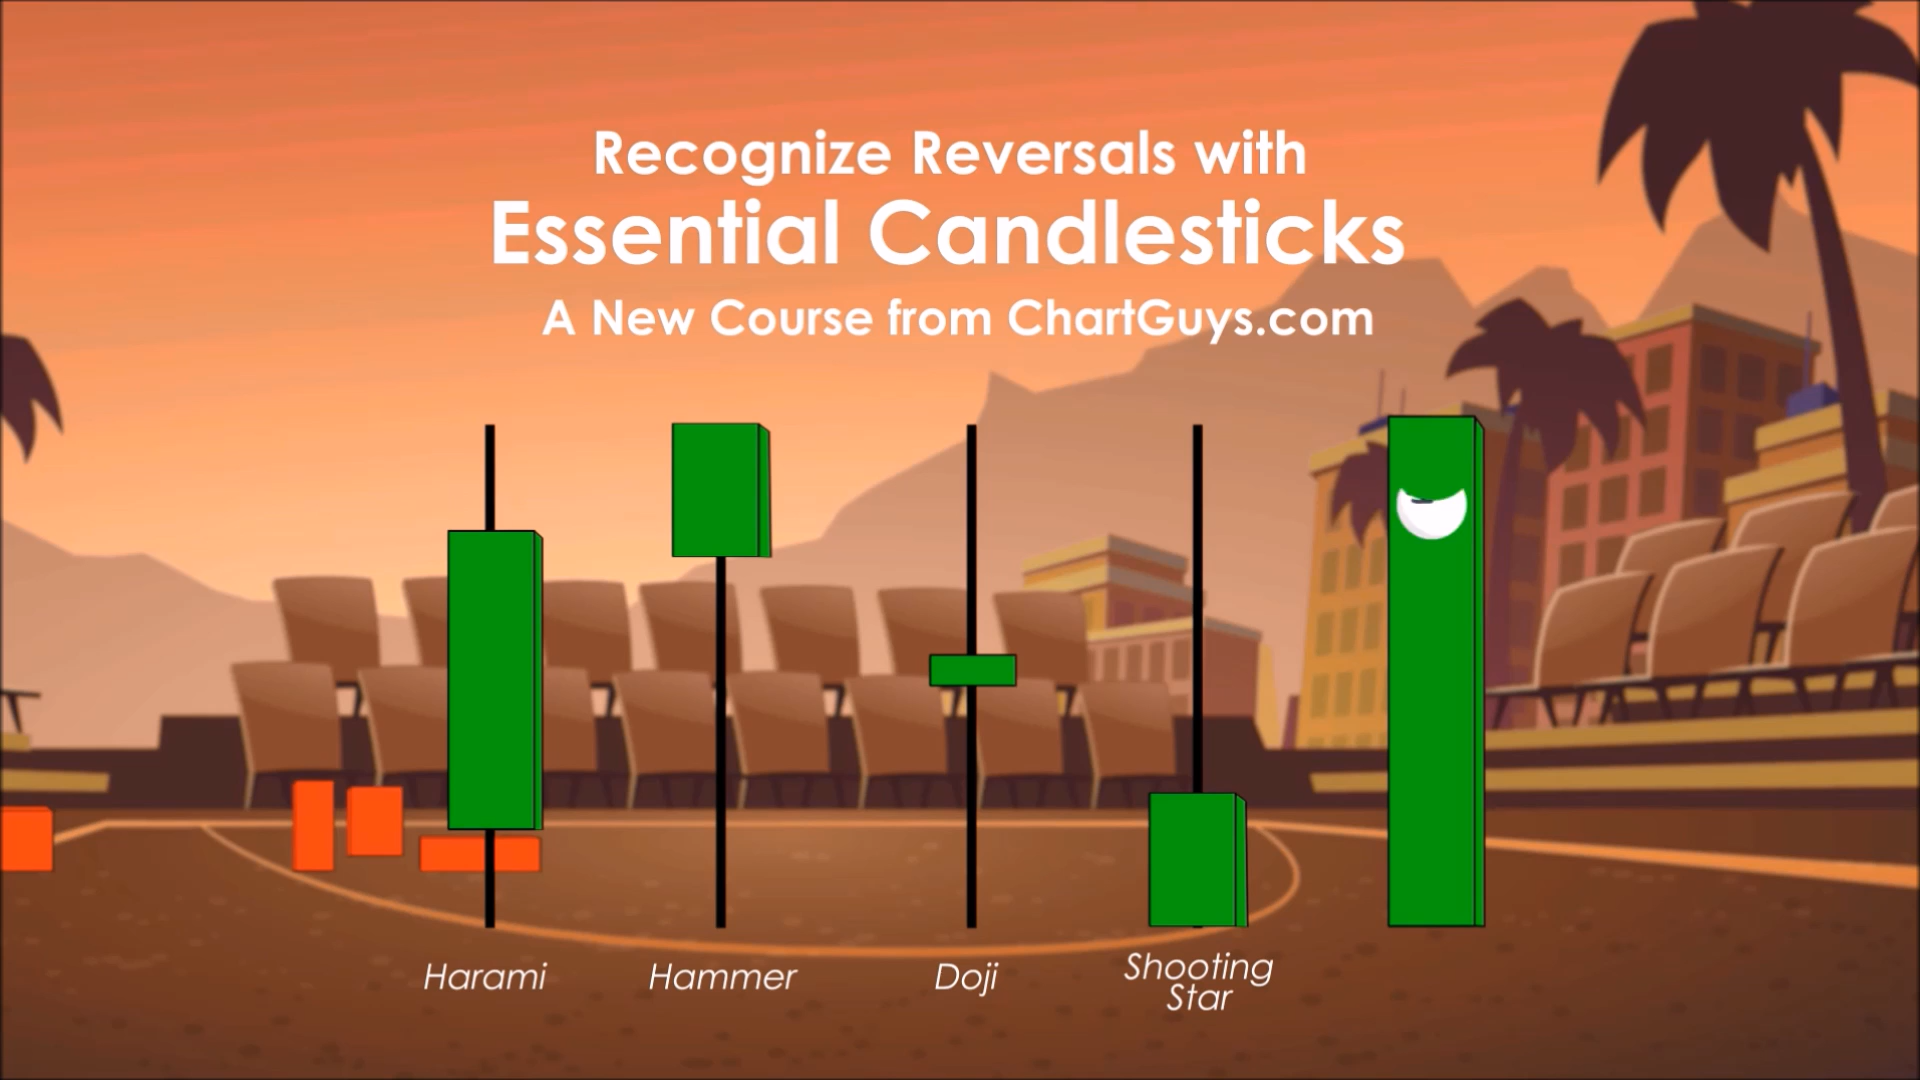 Recognize Reversals with
Essential Candlesticks
A New Course from ChartGuys.com
Harami
Hammer
Doji
Shooting
Star